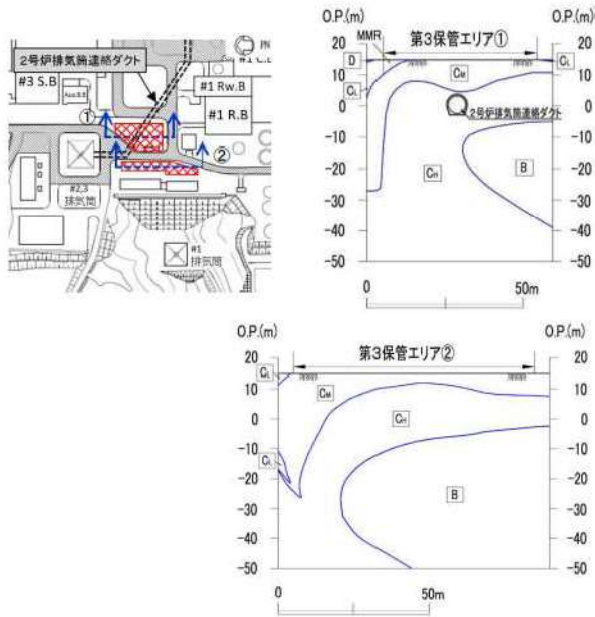 2号炉排気筒連絡ダクト
#3 S.B
#1 Rw.B
#1 R.B
①
②
#2,3
排気筒
#1
排気筒
O.P.(m)
O.P.(m)
第3保管エリア①
MMR
D
CL
CM
CL
2号炉排気筒連絡ダクト
CH
B
20
10
0
-10
-20
-30
-40
-50
20
10
0
-10
-20
-30
-40
-50
0
50m
O.P.(m)
O.P.(m)
第3保管エリア②
CL
CM
CH
CL
B
20
10
0
-10
-20
-30
-40
-50
20
10
0
-10
-20
-30
-40
-50
0
50m